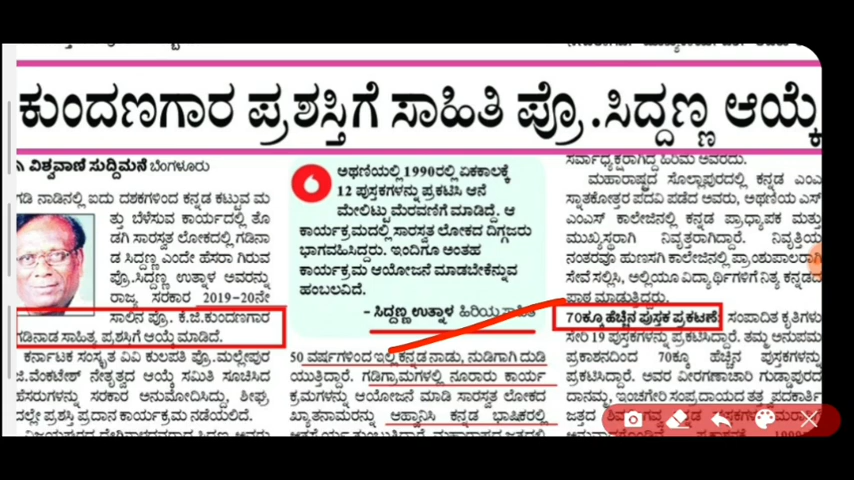 ಕುಂದಣಗಾರ ಪ್ರಶಸ್ತಿಗೆ ಸಾಹಿತಿ ಪ್ರೊ.ಸಿದ್ದಣ್ಣ ಆಯ್ಕೆ
ವಿಶ್ವವಾಣಿ ಸುದ್ದಿಮನೆ ಬೆಂಗಳೂರು
ಗಡಿ ನಾಡಿನಲ್ಲಿ ಐದು ದಶಕಗಳಿಂದ ಕನ್ನಡ ಕಟ್ಟುವ ಮ
ತ್ತು ಬೆಳೆಸುವ ಕಾರ್ಯದಲ್ಲಿ ತೊ
ಡಗಿ ಸಾರಸ್ವತ ಲೋಕದಲ್ಲಿ ಗಡಿನಾ
ಡ ಸಿದ್ದಣ್ಣ ಎಂದೇ ಹೆಸರಾ ಗಿರುವ
ಪ್ರೊ.ಸಿದ್ದಣ್ಣ ಉತ್ನಾಳ ಅವರನ್ನು
ರಾಜ್ಯ ಸರಕಾರ 2019-20ನೇ
ಸಾಲಿನ ಪ್ರೊ. ಕೆ.ಜಿ.ಕುಂದಣಗಾರ
ಗಡಿನಾಡ ಸಾಹಿತ್ಯ ಪ್ರಶಸ್ತಿಗೆ ಆಯ್ಕೆ ಮಾಡಿದೆ.
ಕರ್ನಾಟಕ ಸಂಸ್ಕೃತ ವಿವಿ ಕುಲಪತಿ ಪ್ರೊ.ಮಲ್ಲೇಪುರ
ಜಿ.ವೆಂಕಟೇಶ್ ನೇತೃತ್ವದ ಆಯ್ಕೆ ಸಮಿತಿ ಸೂಚಿಸಿದ
ಹೆಸರುಗಳನ್ನು ಸರಕಾರ ಅನುಮೋದಿಸಿದ್ದು, ಶೀಘ್ರ
ದಲ್ಲೇ ಪ್ರಶಸ್ತಿ ಪ್ರದಾನ ಕಾರ್ಯಕ್ರಮ ನಡೆಯಲಿದೆ.
ಅಥಣಿಯಲ್ಲಿ 1990ರಲ್ಲಿ ಏಕಕಾಲಕ್ಕೆ
12 ಪುಸ್ತಕಗಳನ್ನು ಪ್ರಕಟಿಸಿ ಆನೆ
ಮೇಲಿಟ್ಟು ಮೆರವಣಿಗೆ ಮಾಡಿದ್ದೆ. ಆ
ಕಾರ್ಯಕ್ರಮದಲ್ಲಿ ಸಾರಸ್ವತ ಲೋಕದ ದಿಗ್ಗಜರು
ಭಾಗವಹಿಸಿದ್ದರು. ಇಂದಿಗೂ ಅಂತಹ
ಕಾರ್ಯಕ್ರಮ ಆಯೋಜನೆ ಮಾಡಬೇಕೆನ್ನುವ
ಹಂಬಲವಿದೆ.
- ಸಿದ್ದಣ್ಣ ಉತ್ನಾಳ ಹಿರಿಯ ಸಾಹಿತಿ
50 ವರ್ಷಗಳಿಂದ ಇಲ್ಲಿ ಕನ್ನಡ ನಾಡು, ನುಡಿಗಾಗಿ ದುಡಿ
ಯುತ್ತಿದ್ದಾರೆ. ಗಡಿಗ್ರಾಮಗಳಲ್ಲಿ ನೂರಾರು ಕಾರ್ಯ
ಕ್ರಮಗಳನ್ನು ಆಯೋಜನೆ ಮಾಡಿ ಸಾರಸ್ವತ ಲೋಕದ
ಖ್ಯಾತನಾಮರನ್ನು ಆಹ್ವಾನಿಸಿ ಕನ್ನಡ ಭಾಷಿಕರಲ್ಲಿ
ಸರ್ವಾಧ್ಯಕ್ಷರಾಗಿದ್ದ ಹಿರಿಮೆ ಅವರದು.
ಮಹಾರಾಷ್ಟ್ರದ ಸೊಲ್ಲಾಪುರದಲ್ಲಿ ಕನ್ನಡ ಎಂಎ
ಸ್ನಾತಕೋತ್ತರ ಪದವಿ ಪಡೆದ ಅವರು, ಅಥಣಿಯ ಎಸ್
ಎಂಎಸ್ ಕಾಲೇಜಿನಲ್ಲಿ ಕನ್ನಡ ಪ್ರಾಧ್ಯಾಪಕ ಮತ್ತು
ಮುಖ್ಯಸ್ಥರಾಗಿ ನಿವೃತ್ತರಾಗಿದ್ದಾರೆ. ನಿವೃತ್ತಿಯ
ನಂತರವೂ ಹುಣಸಗಿ ಕಾಲೇಜಿನಲ್ಲಿ ಪ್ರಾಂಶುಪಾಲರಾಗಿ
ಸೇವೆ ಸಲ್ಲಿಸಿ, ಅಲ್ಲಿಯೂ ವಿದ್ಯಾರ್ಥಿಗಳಿಗೆ ನಿತ್ಯ ಕನ್ನಡದ
ಪಾಠ ಮಾಡುತ್ತಿದ್ದರು.
70ಕ್ಕೂ ಹೆಚ್ಚಿನ ಪುಸ್ತಕ ಪ್ರಕಟಣೆ: ಸಂಪಾದಿತ ಕೃತಿಗಳು
ಸೇರಿ 19 ಪುಸ್ತಕಗಳನ್ನು ಪ್ರಕಟಿಸಿದ್ದಾರೆ. ತಮ್ಮ ಅನುಪಮ
ಪ್ರಕಾಶನದಿಂದ 70ಕ್ಕೂ ಹೆಚ್ಚಿನ ಪುಸ್ತಕಗಳನ್ನು
ಪ್ರಕಟಿಸಿದ್ದಾರೆ. ಅವರ ವೀರಗಣಾಚಾರಿ ಗುಡ್ಡಾಪುರದ
ದಾನಮ್ಮ, ಇಂಚಗೇರಿ ಸಂಪ್ರದಾಯದ ತತ್ವ ಪದಕರ್ತಿ